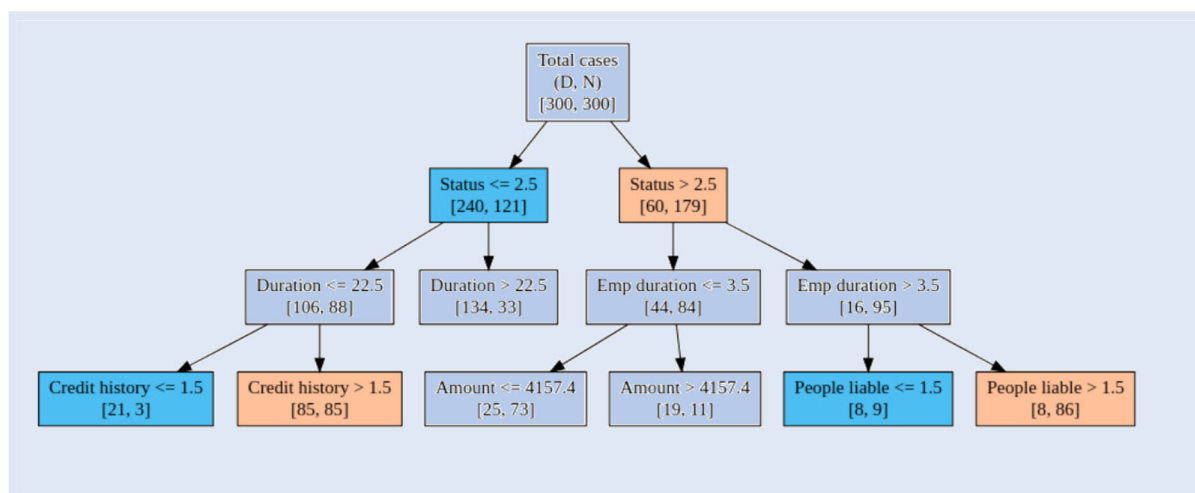 Total cases
(D, N)
[300, 300]
Status <= 2.5
[240, 121]
Status > 2.5
[60, 179]
Duration <= 22.5
[106, 88]
Duration > 22.5
[134, 33]
Emp duration <= 3.5
[44, 84]
Emp duration > 3.5
[16, 95]
Credit history <= 1.5
[21, 3]
Credit history > 1.5
[85, 85]
Amount <= 4157.4
[25, 73]
Amount > 4157.4
[19, 11]
People liable <= 1.5
[8, 9]
People liable > 1.5
[8, 86]